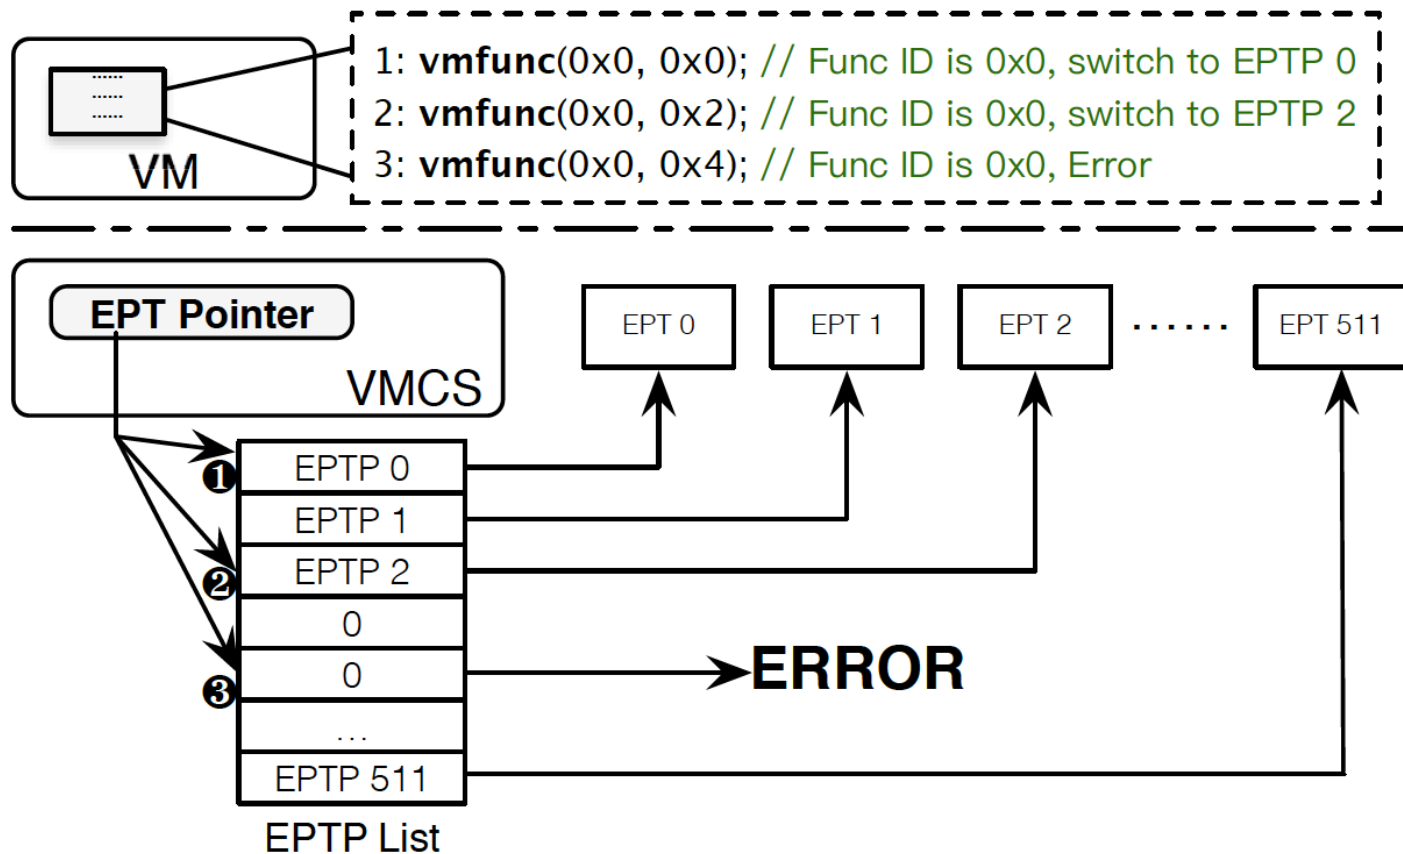 ......
......
......
VM
1: vmfunc(0x0, 0x0); // Func ID is 0x0, switch to EPTP 0
2: vmfunc(0x0, 0x2); // Func ID is 0x0, switch to EPTP 2
3: vmfunc(0x0, 0x4); // Func ID is 0x0, Error
EPT Pointer
VMCS
EPT 0
EPT 1
EPT 2
......
EPT 511
❶
EPTP 0
EPTP 1
❷
EPTP 2
0
❸
0
ERROR
...
EPTP 511
EPTP List